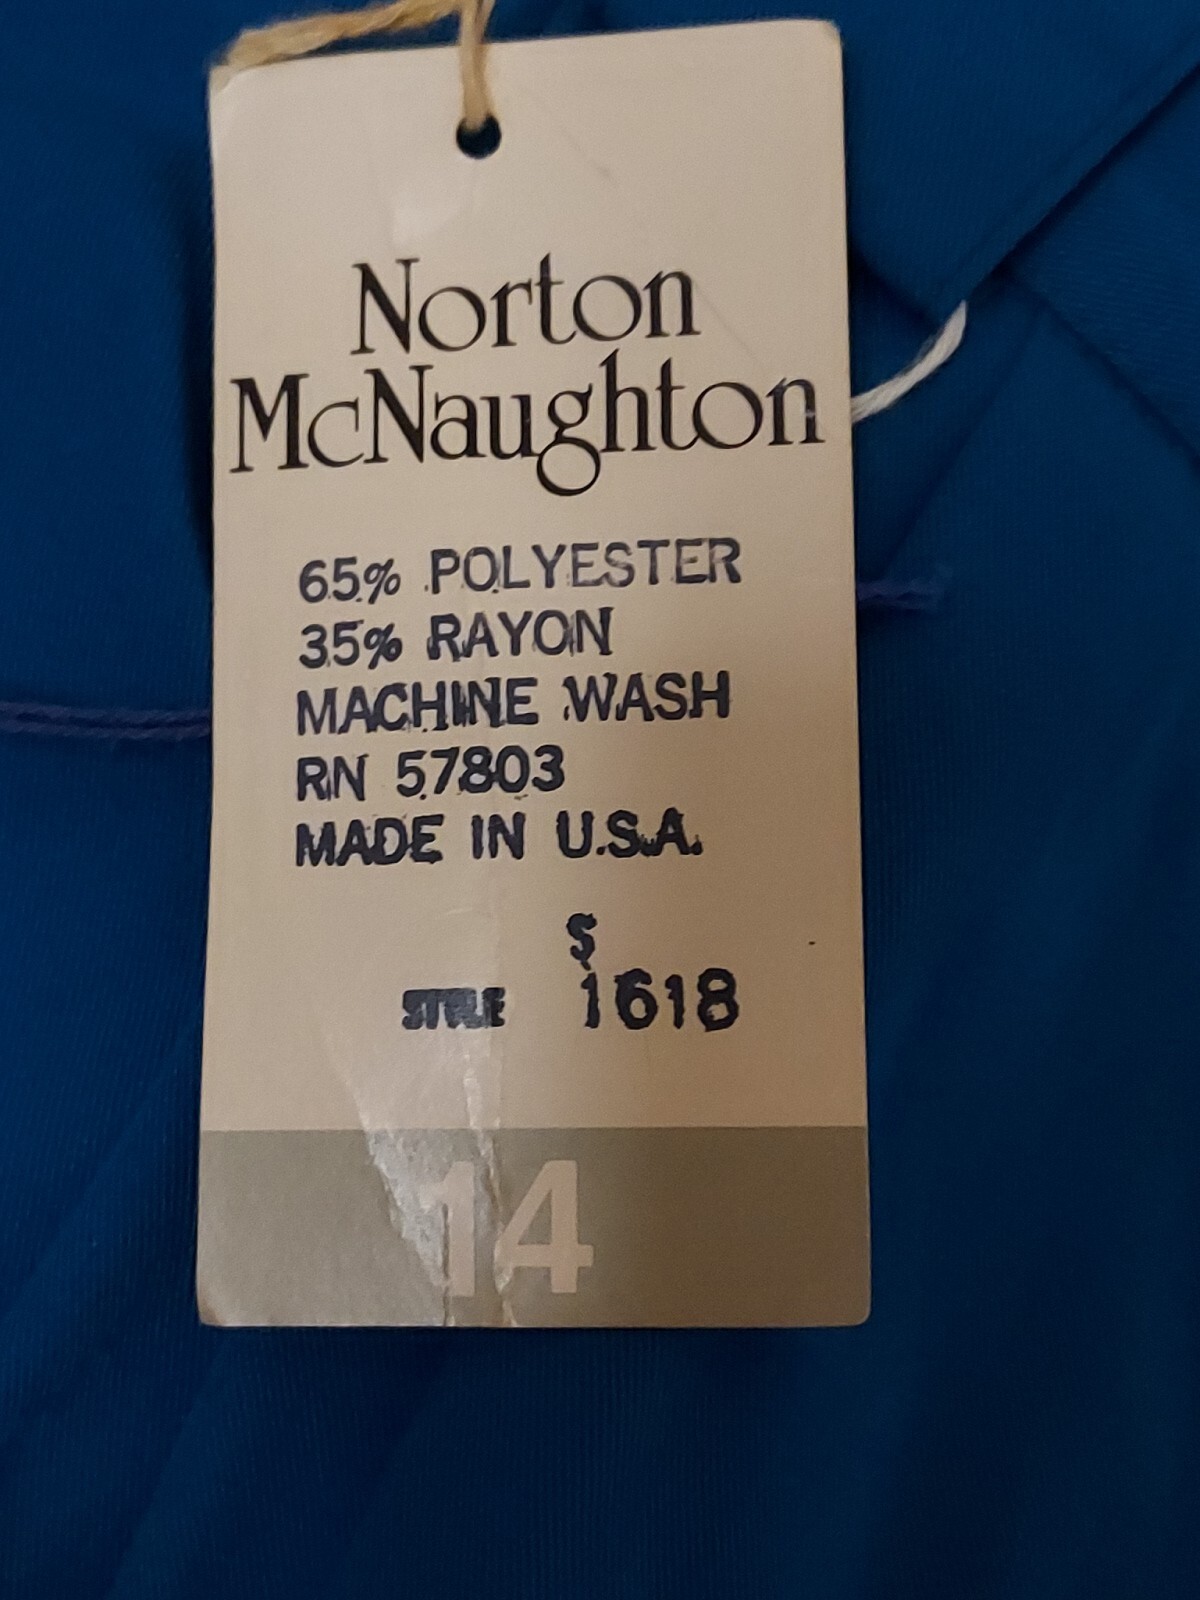 Norton
McNaughton
65% POLYESTER
35% RAYON
MACHINE WASH
RN 57803
MADE IN U.S.A.
S
STYLE 1618
14